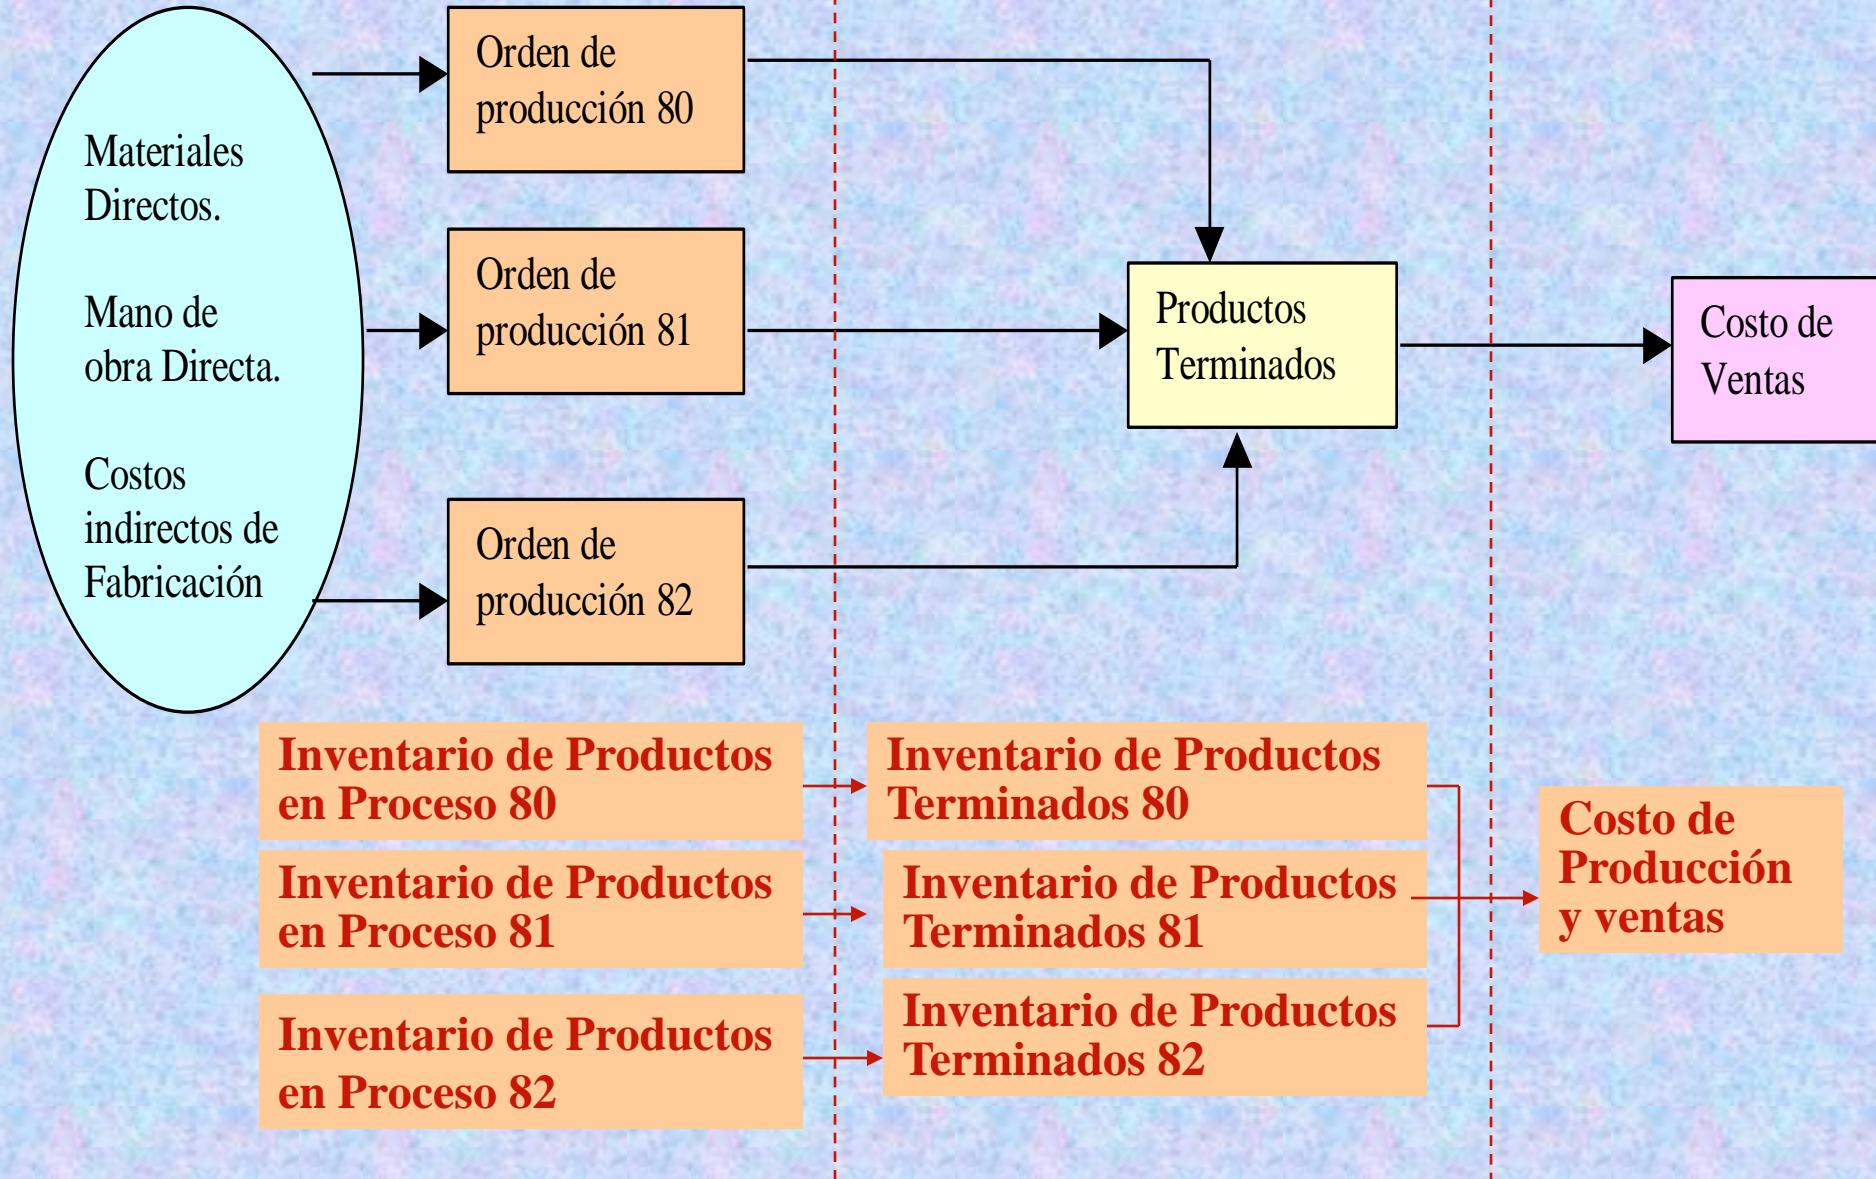 Materiales
Directos.
Mano de
obra Directa.
Costos
indirectos de
Fabricación
Orden de
producción 80
Orden de
producción 81
Orden de
producción 82
Productos
Terminados
Costo de
Ventas
Inventario de Productos
en Proceso 80
Inventario de Productos
en Proceso 81
Inventario de Productos
en Proceso 82
Inventario de Productos
Terminados 80
Inventario de Productos
Terminados 81
Inventario de Productos
Terminados 82
Costo de
Producción
y ventas